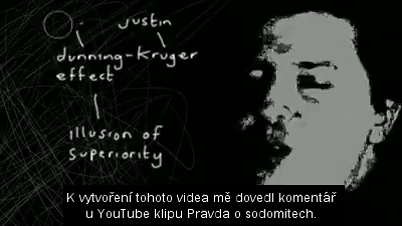 justin
dunning-Kruger
effect
illusion of
superiority
K vytvoření tohoto videa mě dovedl komentář
u YouTube klipu Pravda o sodomitech.